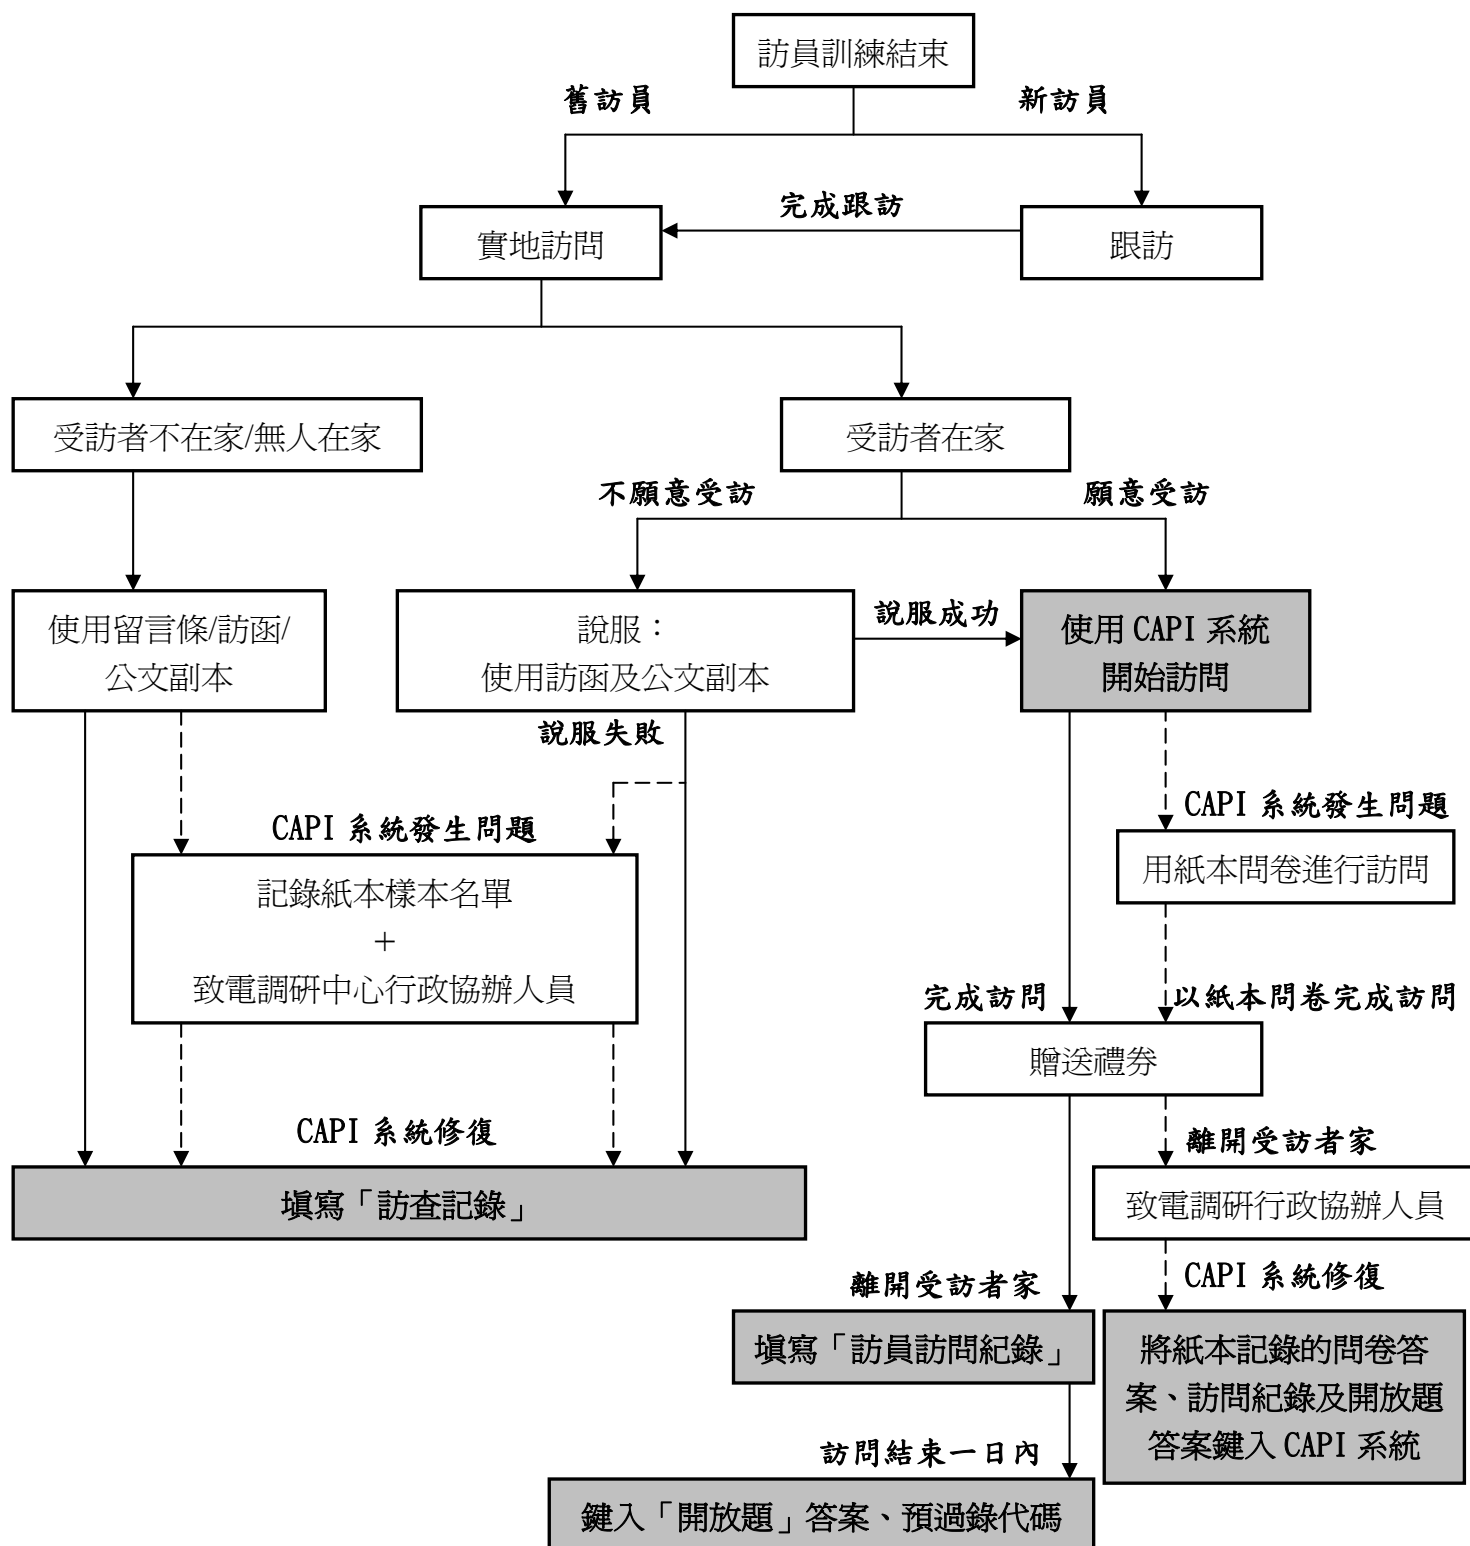 訪員訓練結束
舊訪員
新訪員
完成跟訪
實地訪問
跟訪
受訪者不在家/無人在家
受訪者在家
不願意受訪
願意受訪
使用留言條/訪函/
公文副本
說服：
使用訪函及公文副本
說服成功
使用 CAPI 系統
開始訪問
說服失敗
CAPI 系統發生問題
CAPI 系統發生問題
用紙本問卷進行訪問
記錄紙本樣本名單
+
致電調研中心行政協辦人員
完成訪問
以紙本問卷完成訪問
贈送禮券
CAPI 系統修復
離開受訪者家
填寫「訪查記錄」
致電調研行政協辦人員
離開受訪者家
CAPI 系統修復
填寫「訪員訪問紀錄」
將紙本記錄的問卷答
案、訪問紀錄及開放題
答案鍵入 CAPI 系統
訪問結束一日內
鍵入「開放題」答案、預過錄代碼